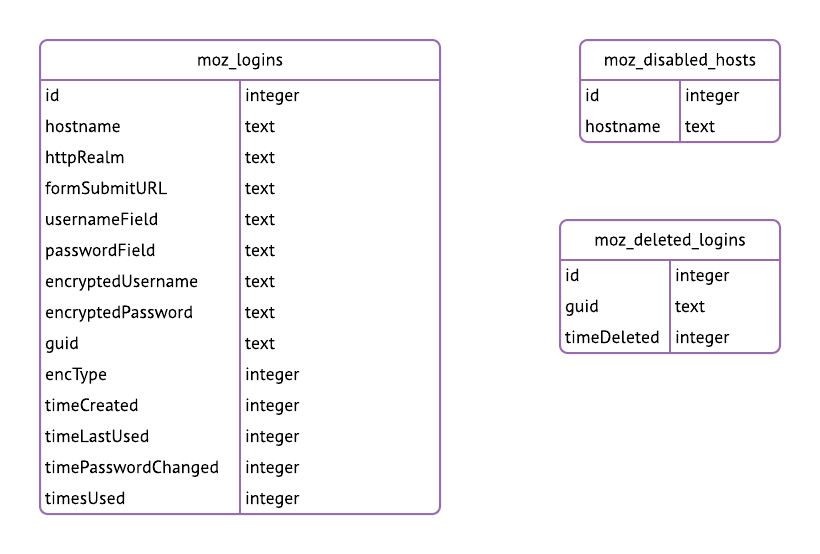 moz_logins
id integer
hostname text
httpRealm text
formSubmitURL text
usernameField text
passwordField text
encryptedUsername text
encryptedPassword text
guid text
encType integer
timeCreated integer
timeLastUsed integer
timePasswordChanged integer
timesUsed integer
moz_disabled_hosts
id integer
hostname text
moz_deleted_logins
id integer
guid text
timeDeleted integer